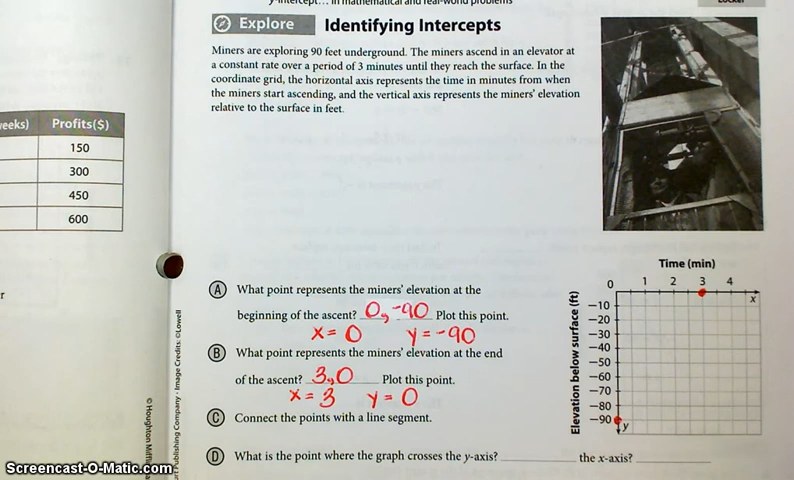 Explore Identifying Intercepts
Miners are exploring 90 feet underground. The miners ascend in an elevator at
a constant rate over a period of 3 minutes until they reach the surface. In the
coordinate grid, the horizontal axis represents the time in minutes from when
the miners start ascending, and the vertical axis represents the miners' elevation
relative to the surface in feet.
Profits($)
150
300
450
600
A What point represents the miners' elevation at the
beginning of the ascent? 0,-90 Plot this point.
x=0 y=-90
B What point represents the miners' elevation at the end
of the ascent? 3,0 Plot this point.
x=3 y=0
C Connect the points with a line segment.
D What is the point where the graph crosses the y-axis? the x-axis?
Time (min)
0 1 2 3 4
x
Elevation below surface (ft)
-10
-20
-30
-40
-50
-60
-70
-80
-90
y
Publishing Company · Image Credits: ©Lowell
Screencast-O-Matic.com